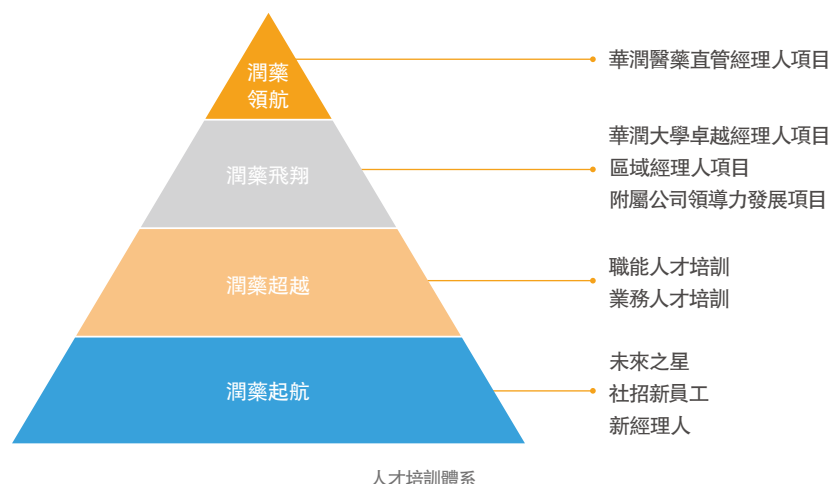 潤藥
領航
華潤醫藥直管經理人項目
潤藥飛翔
華潤大學卓越經理人項目
區域經理人項目
附屬公司領導力發展項目
潤藥超越
職能人才培訓
業務人才培訓
潤藥起航
未來之星
社招新員工
新經理人
人才培訓體系